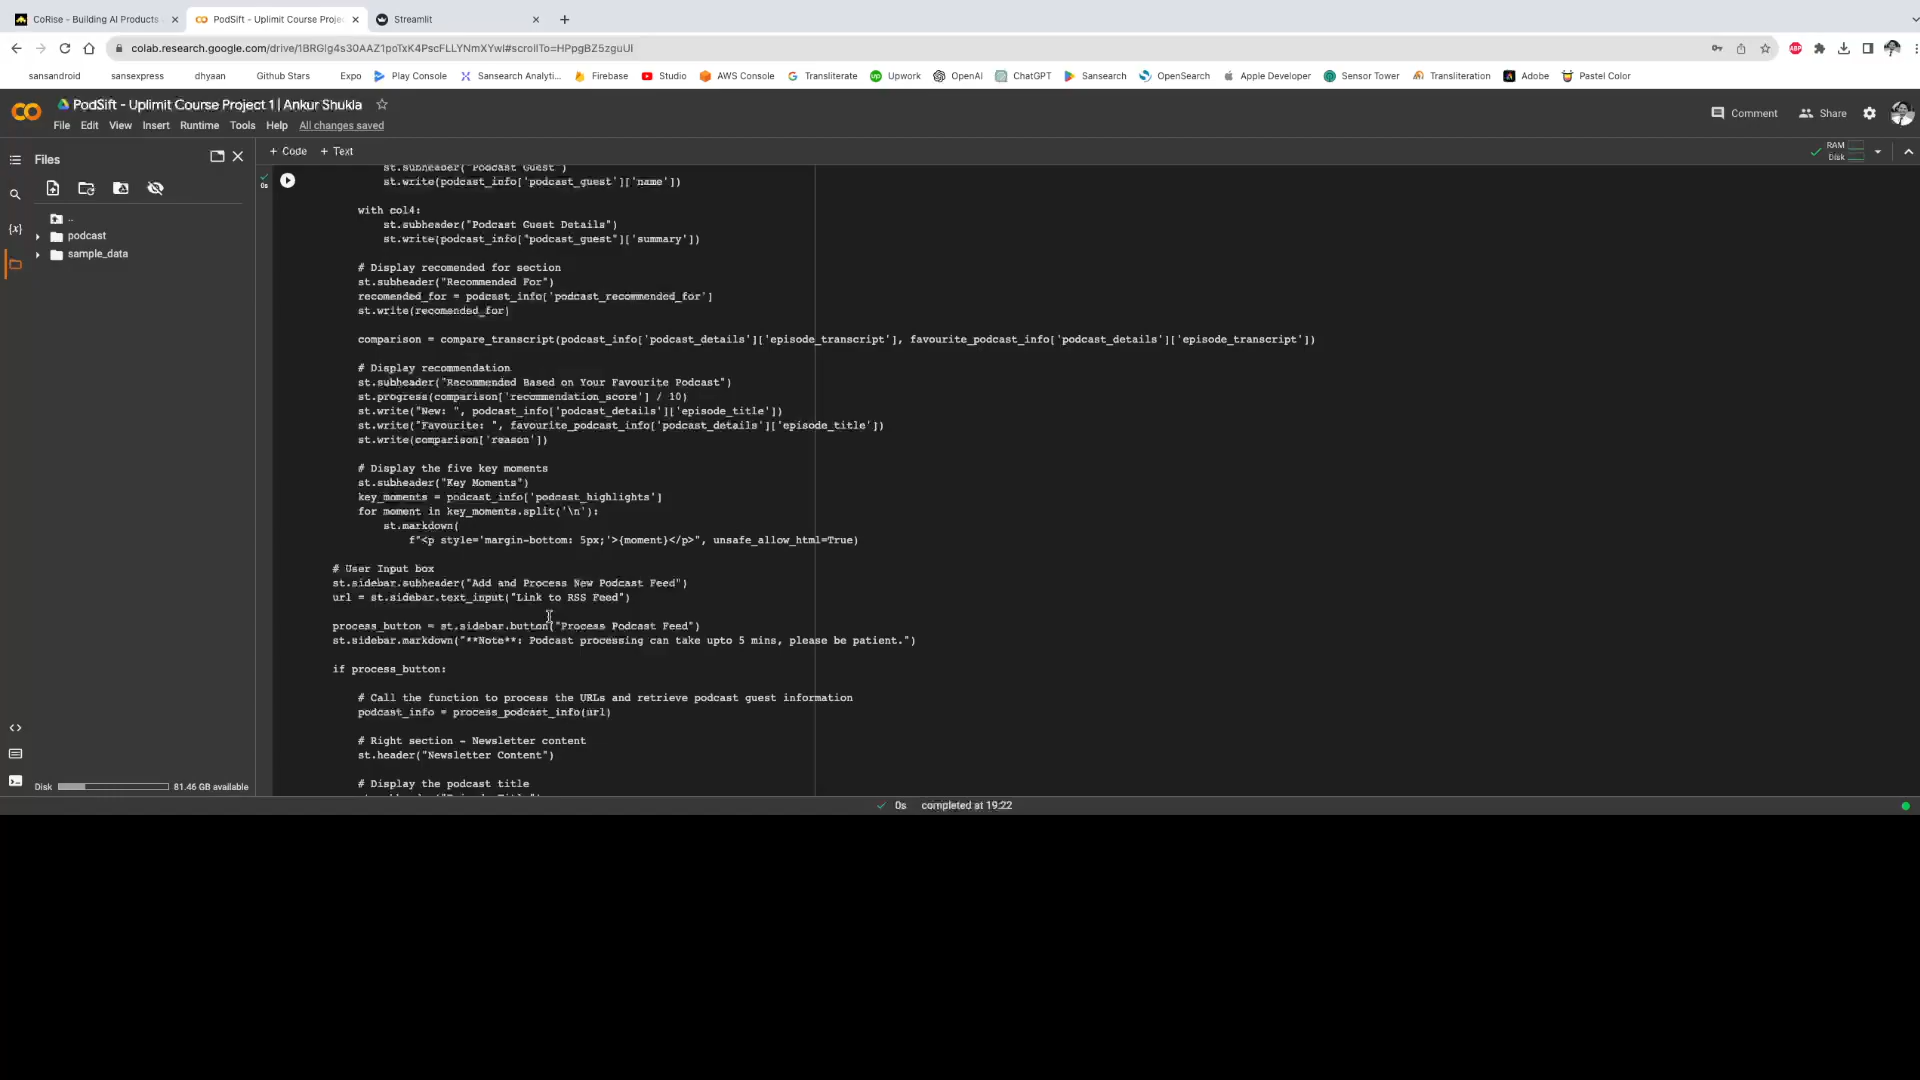 CoRise - Building AI Products
PodSift - Uplimit Course Proje
Streamlit
colab.research.google.com/drive/1BRGlg4s30AAZ1poTxK4PscFLLYNmXYwI#scrollTo=HPpgBZ5zguUI
sansandroid sansexpress dhyaan Github Stars Expo Play Console Sansearch Analyti... Firebase Studio AWS Console Transliterate Upwork OpenAI ChatGPT Sansearch OpenSearch Apple Developer Sensor Tower Transliteration Adobe Pastel Color
PodSift - Uplimit Course Project 1 | Ankur Shukla
Comment Share
File Edit View Insert Runtime Tools Help All changes saved
Files
+ Code + Text
RAM
Disk
..
podcast
sample_data
0s
st.subheader("Podcast Guest")
st.write(podcast_info['podcast_guest']['name'])
with col4:
st.subheader("Podcast Guest Details")
st.write(podcast_info["podcast_guest"]['summary'])
# Display recomended for section
st.subheader("Recommended For")
recomended_for = podcast_info['podcast_recommended_for']
st.write(recomended_for)
comparison = compare_transcript(podcast_info['podcast_details']['episode_transcript'], favourite_podcast_info['podcast_details']['episode_transcript'])
# Display recommendation
st.subheader("Recommended Based on Your Favourite Podcast")
st.progress(comparison['recommendation_score'] / 10)
st.write("New: ", podcast_info['podcast_details']['episode_title'])
st.write("Favourite: ", favourite_podcast_info['podcast_details']['episode_title'])
st.write(comparison['reason'])
# Display the five key moments
st.subheader("Key Moments")
key_moments = podcast_info['podcast_highlights']
for moment in key_moments.split('\n'):
st.markdown(
f"<p style='margin-bottom: 5px;'>{moment}</p>", unsafe_allow_html=True)
# User Input box
st.sidebar.subheader("Add and Process New Podcast Feed")
url = st.sidebar.text_input("Link to RSS Feed")
process_button = st.sidebar.button("Process Podcast Feed")
st.sidebar.markdown("**Note**: Podcast processing can take upto 5 mins, please be patient.")
if process_button:
# Call the function to process the URLs and retrieve podcast guest information
podcast_info = process_podcast_info(url)
# Right section - Newsletter content
st.header("Newsletter Content")
# Display the podcast title
Disk 81.46 GB available
0s completed at 19:22